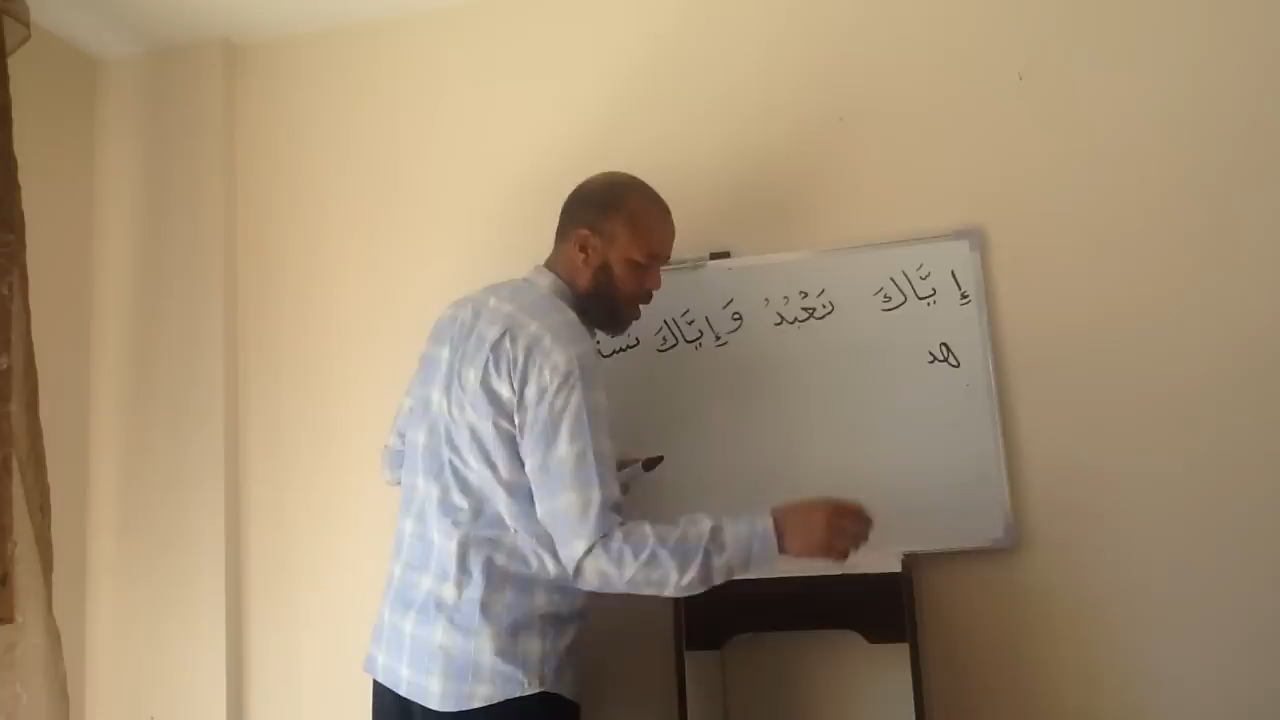 إِيَّاكَ نَعْبُدُ وَإِيَّاكَ
هد